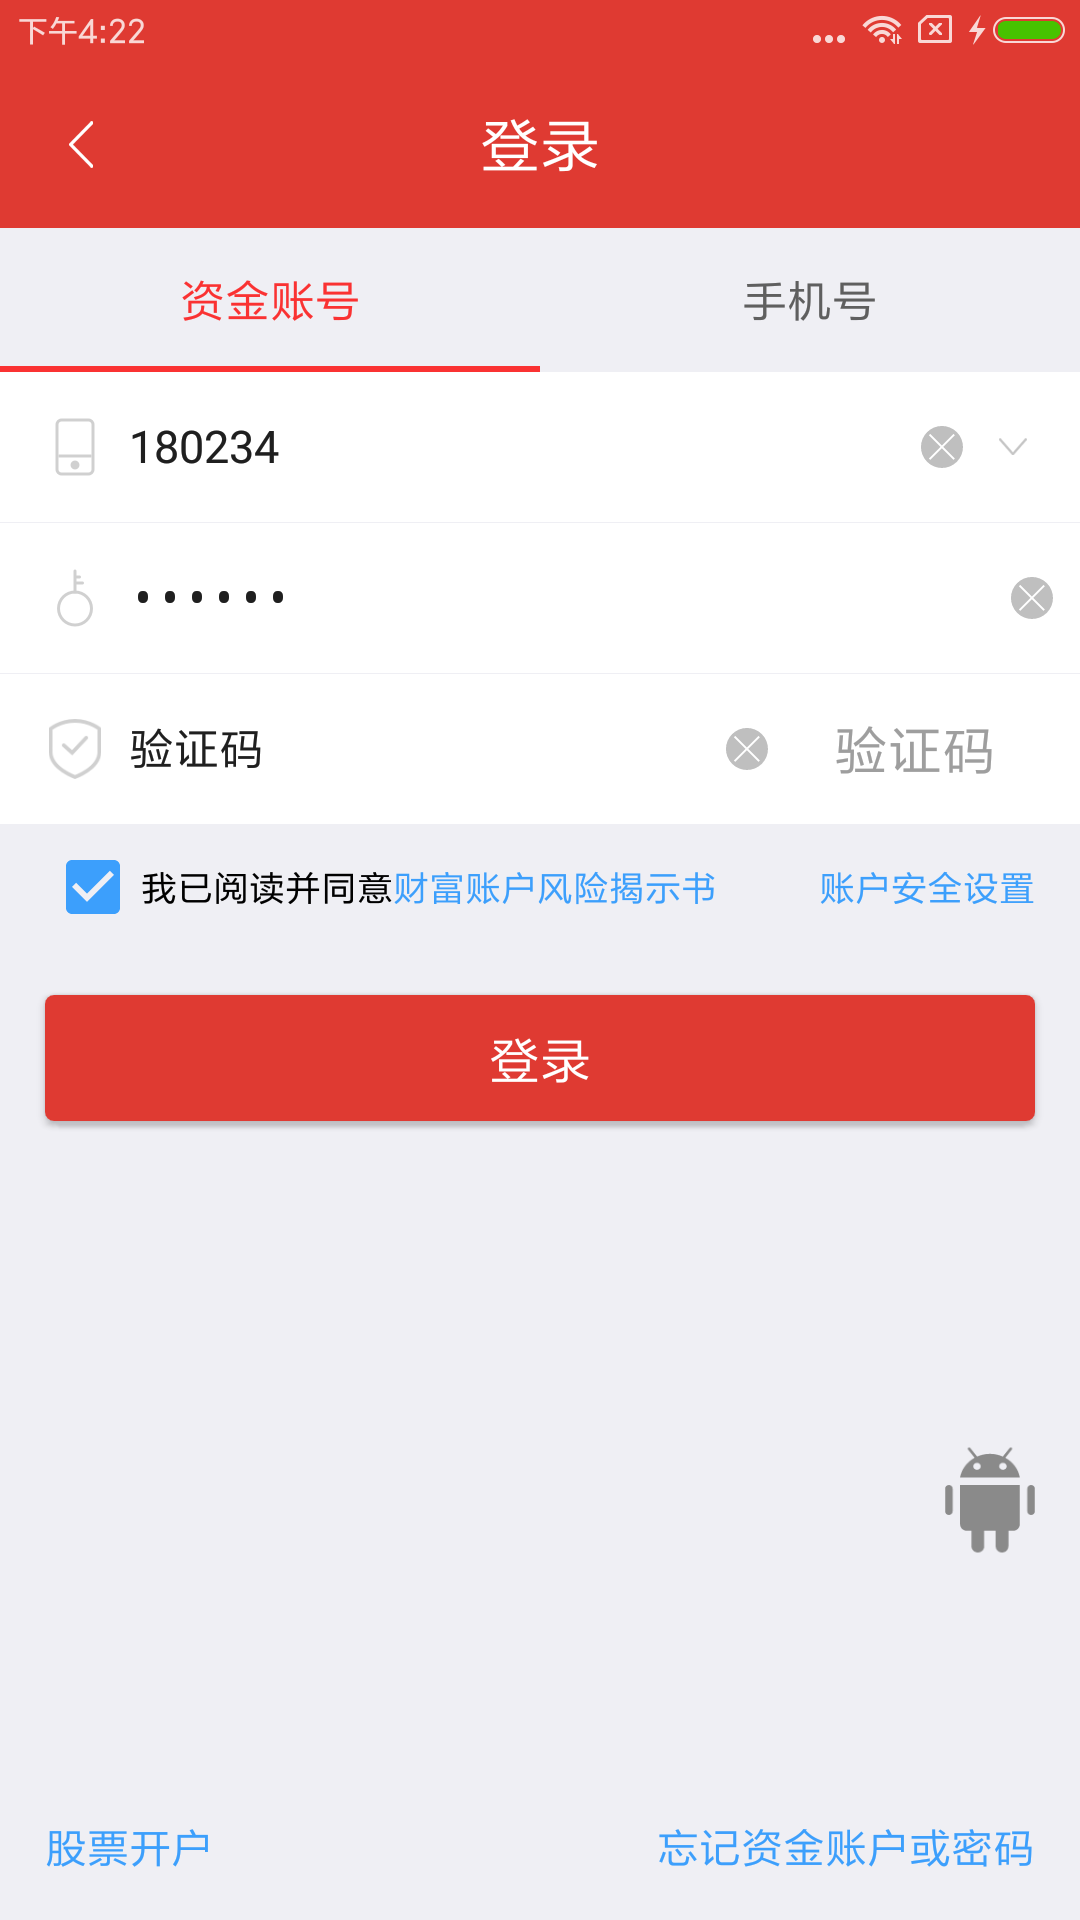 下午4:22
登录
资金账号 手机号
180234
••••••
验证码 验证码
我已阅读并同意财富账户风险揭示书 账户安全设置
登录
股票开户 忘记资金账户或密码